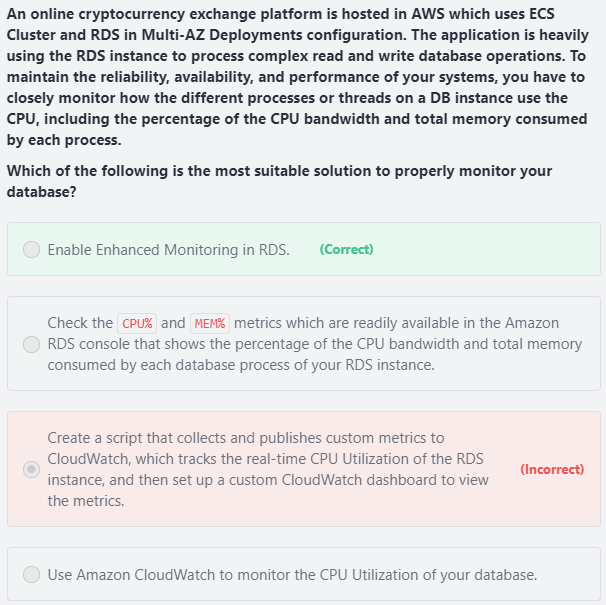 An online cryptocurrency exchange platform is hosted in AWS which uses ECS
Cluster and RDS in Multi-AZ Deployments configuration. The application is heavily
using the RDS instance to process complex read and write database operations. To
maintain the reliability, availability, and performance of your systems, you have to
closely monitor how the different processes or threads on a DB instance use the
CPU, including the percentage of the CPU bandwidth and total memory consumed
by each process.
Which of the following is the most suitable solution to properly monitor your
database?
Enable Enhanced Monitoring in RDS. (Correct)
Check the CPU% and MEM% metrics which are readily available in the Amazon
RDS console that shows the percentage of the CPU bandwidth and total memory
consumed by each database process of your RDS instance.
Create a script that collects and publishes custom metrics to
CloudWatch, which tracks the real-time CPU Utilization of the RDS
instance, and then set up a custom CloudWatch dashboard to view
the metrics.
(Incorrect)
Use Amazon CloudWatch to monitor the CPU Utilization of your database.